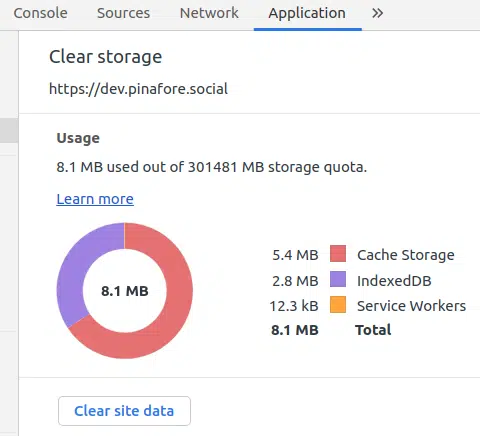 Console Sources Network Application »
Clear storage
https://dev.pinafore.social
Usage
8.1 MB used out of 301481 MB storage quota.
Learn more
8.1 MB
5.4 MB Cache Storage
2.8 MB IndexedDB
12.3 kB Service Workers
8.1 MB Total
Clear site data